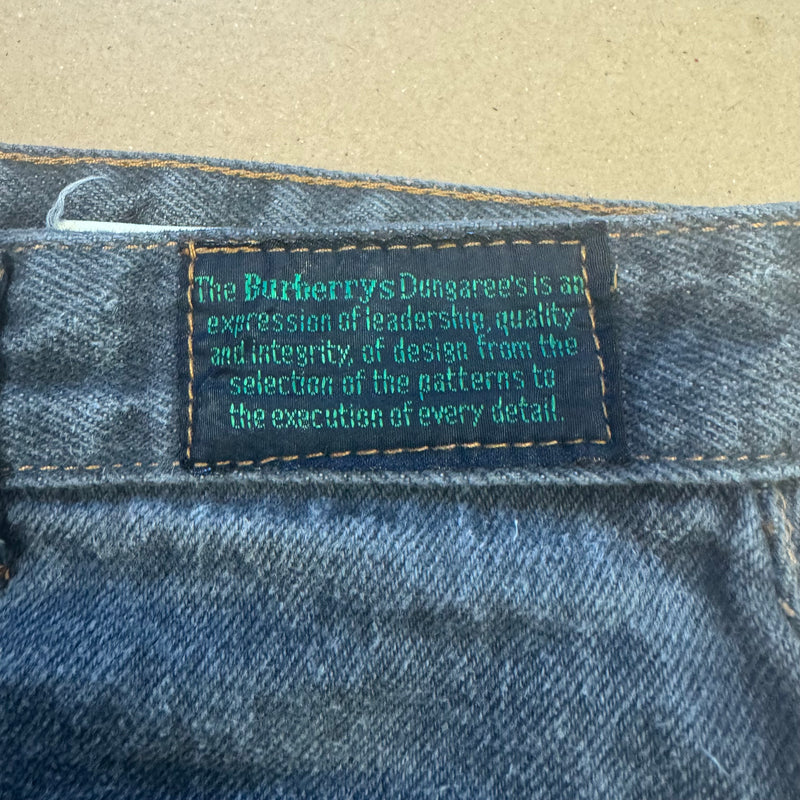 The Burberrys Dungaree's is an
expression of leadership, quality
and integrity, of design from the
selection of the patterns to
the execution of every detail.